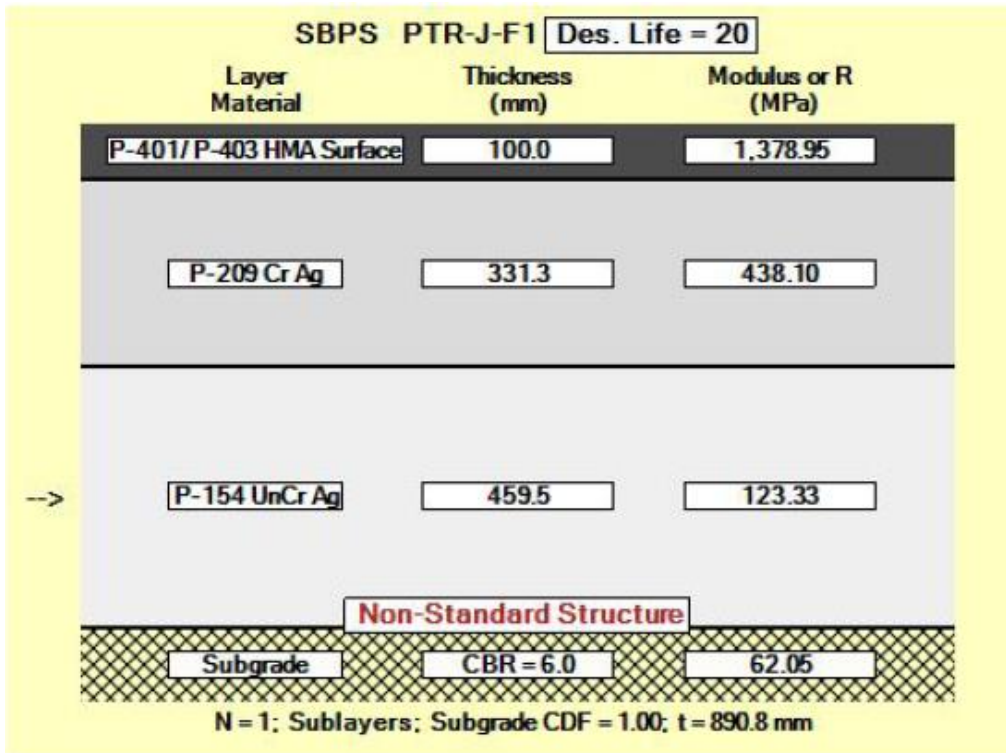 SBPS PTR-J-F1 Des. Life = 20
Layer Material Thickness (mm) Modulus or R (MPa)
P-401/ P-403 HMA Surface 100.0 1,378.95
P-209 Cr Ag 331.3 438.10
--> P-154 UnCr Ag 459.5 123.33
Non-Standard Structure
Subgrade CBR = 6.0 62.05
N = 1; Sublayers; Subgrade CDF = 1.00; t = 890.8 mm